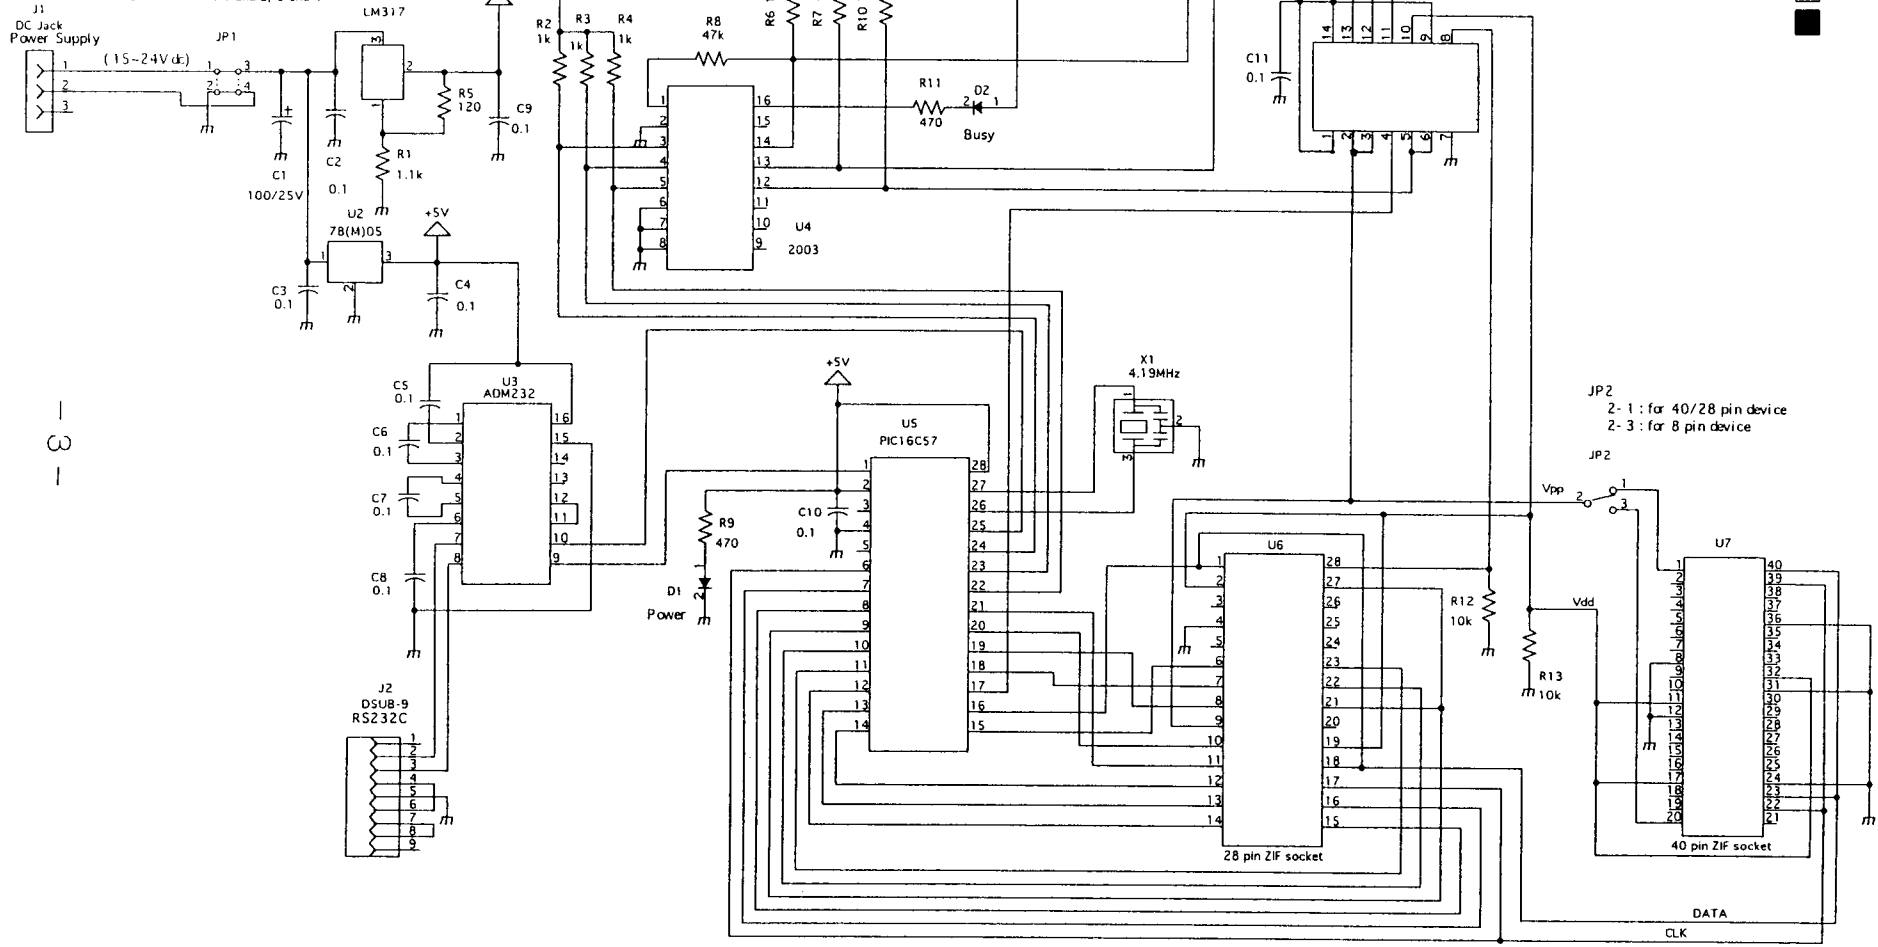 J1
DC Jack
Power Supply
(15~24Vdc)
JP1
LM317
R5
120
C9
0.1
R1
1.1k
C1
100/25V
C2
0.1
U2
78(M)05
+5V
C3
0.1
C4
0.1
R2
1k
R3
1k
R4
1k
R8
47k
R6
R7
R10
R11
470
D2
Busy
U4
2003
C11
0.1
U3
ADM232
C5
0.1
C6
0.1
C7
0.1
C8
0.1
J2
DSUB-9
RS232C
+5V
U5
PIC16C57
C10
0.1
R9
470
D1
Power
X1
4.19MHz
JP2
2- 1 : for 40/28 pin device
2- 3 : for 8 pin device
JP2
Vpp
U6
28 pin ZIF socket
R12
10k
R13
10k
Vdd
U7
40 pin ZIF socket
DATA
CLK
— 3 —